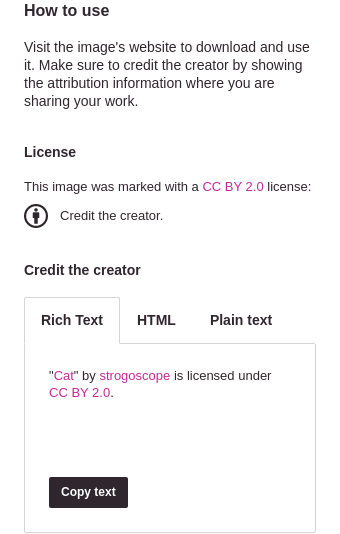 How to use
Visit the image's website to download and use
it. Make sure to credit the creator by showing
the attribution information where you are
sharing your work.
License
This image was marked with a CC BY 2.0 license:
Credit the creator.
Credit the creator
Rich Text HTML Plain text
"Cat" by strogoscope is licensed under
CC BY 2.0.
Copy text